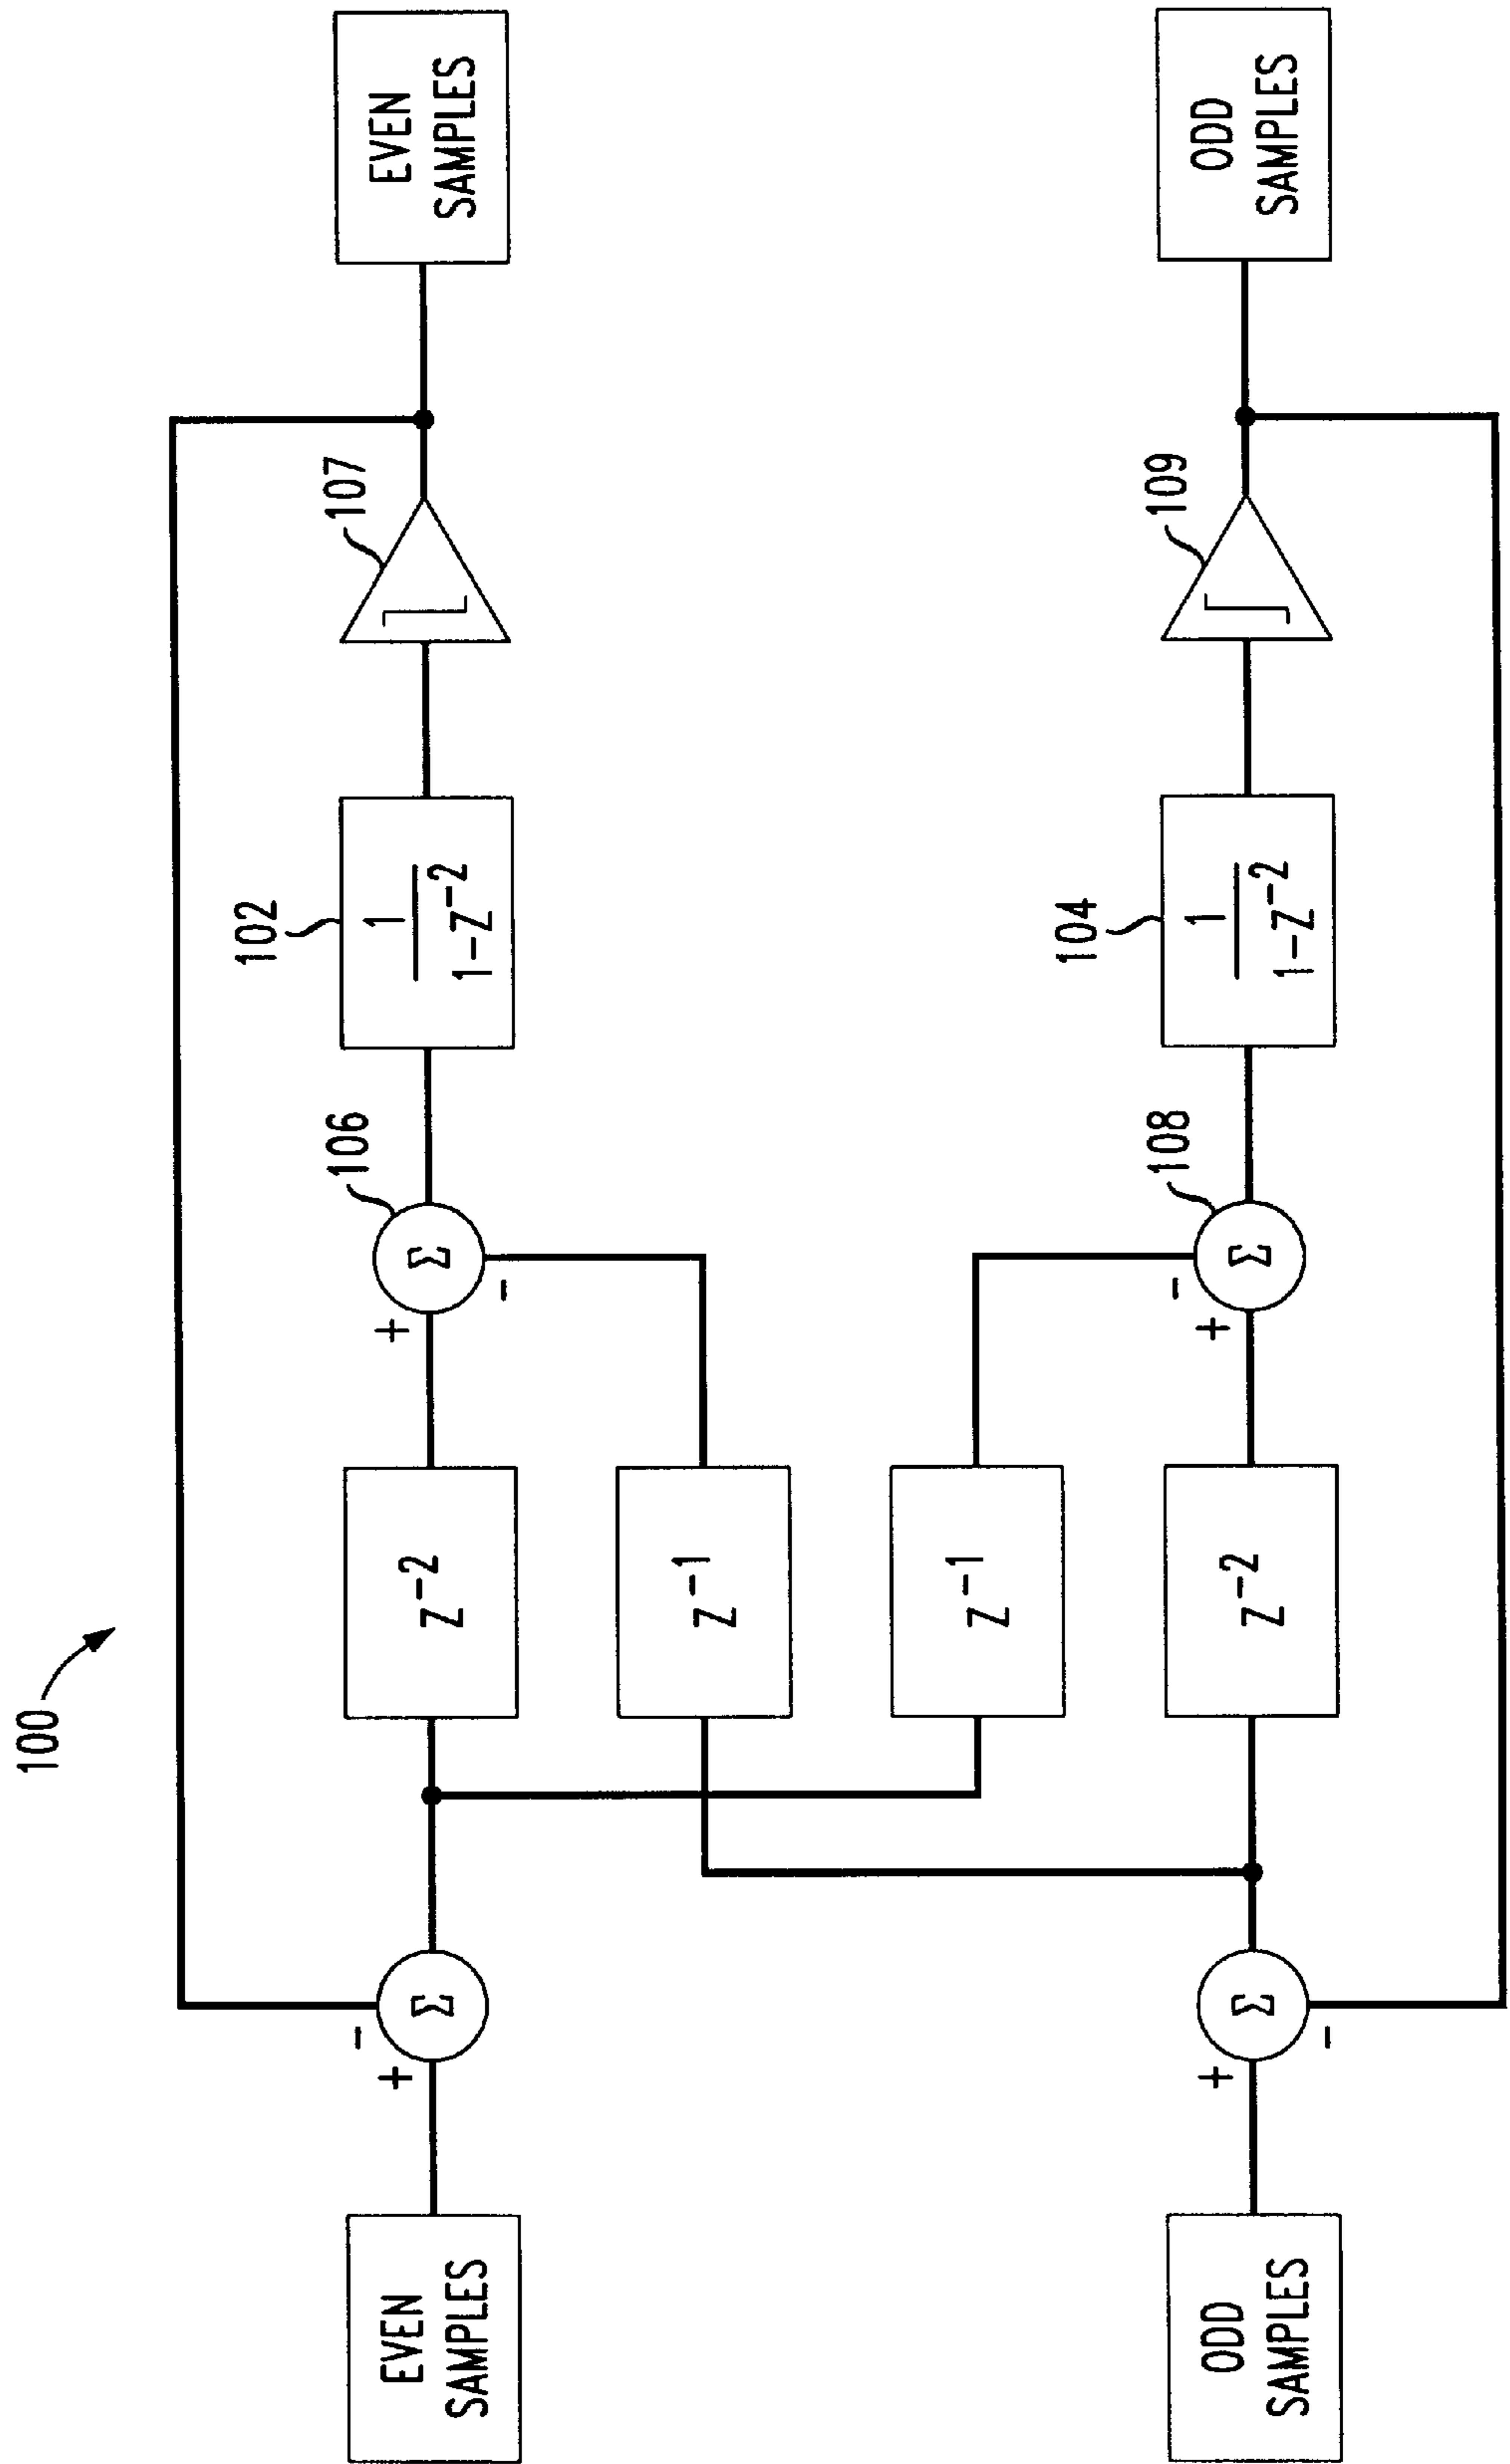 100
EVEN
SAMPLES
+
-
Σ
Z⁻²
+
-
Σ
106
102
1
1-Z⁻²
107
EVEN
SAMPLES
Z⁻¹
Z⁻¹
ODD
SAMPLES
+
-
Σ
Z⁻²
+
-
Σ
108
104
1
1-Z⁻²
109
ODD
SAMPLES